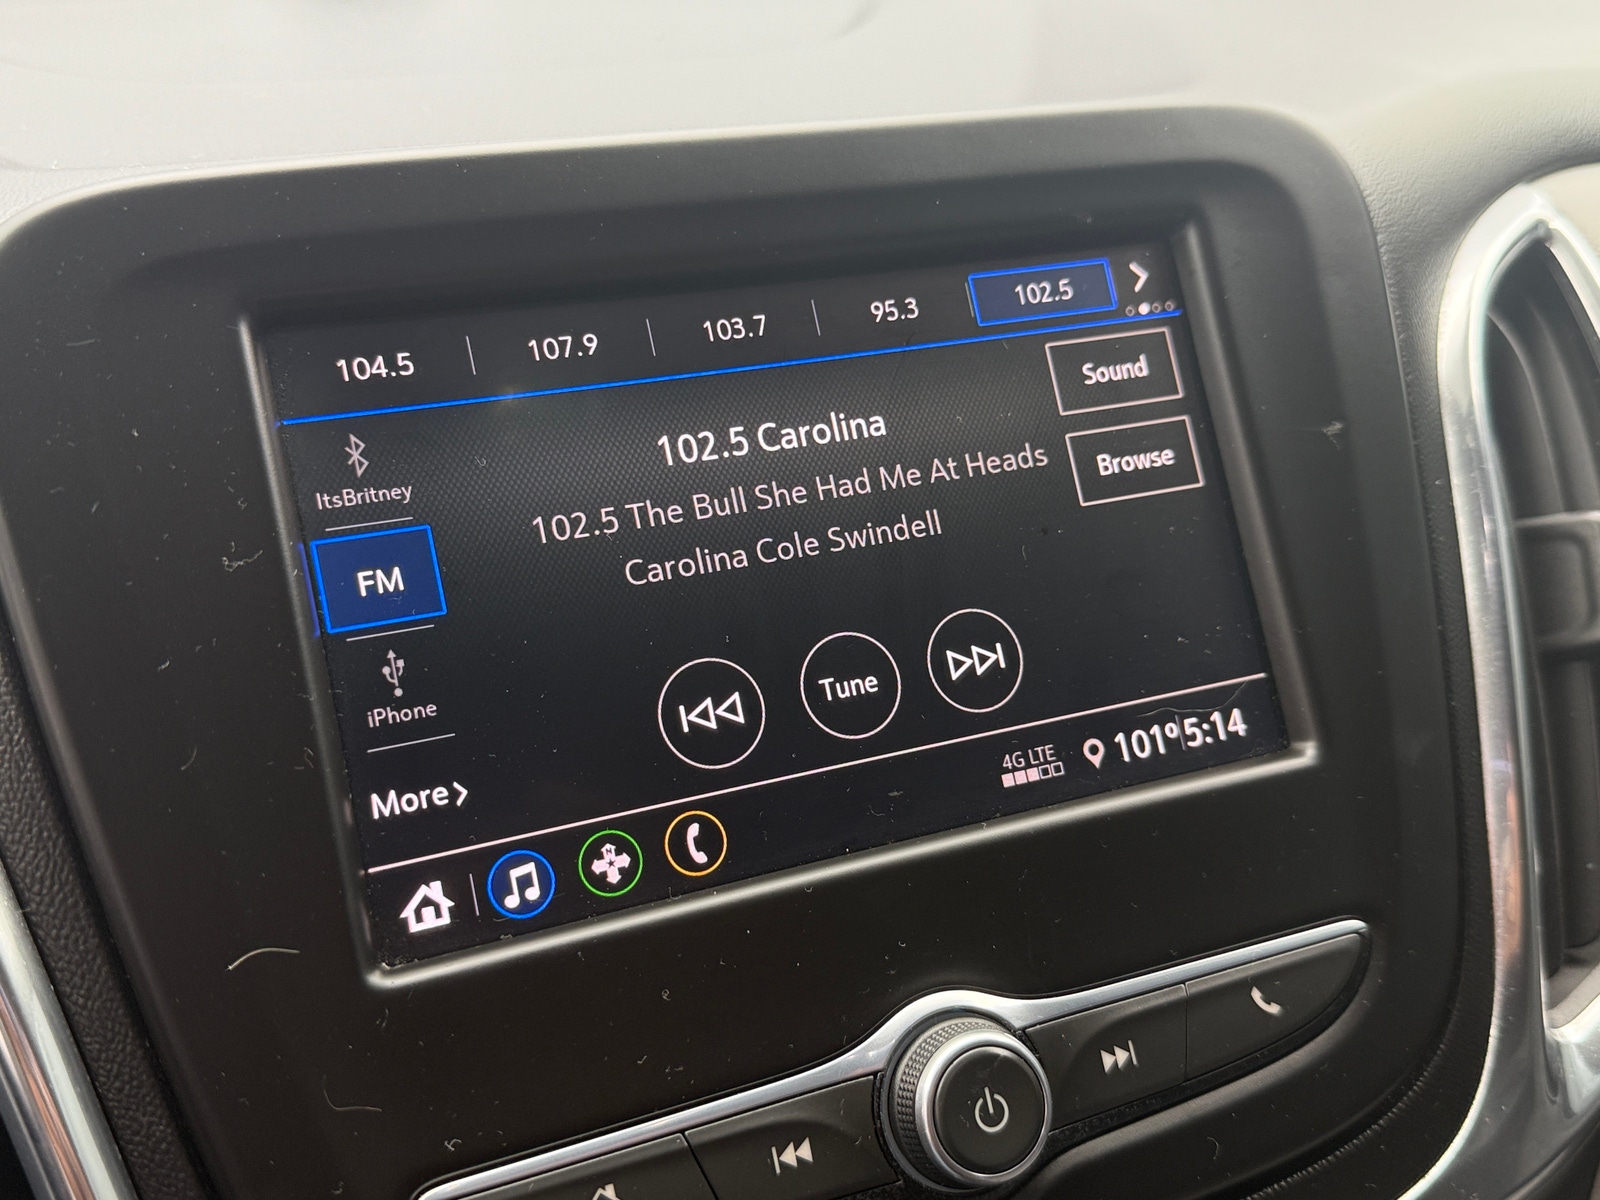 104.5 107.9 103.7 95.3 102.5
Sound
102.5 Carolina
Browse
102.5 The Bull She Had Me At Heads
Carolina Cole Swindell
ItsBritney
FM
iPhone
More
Tune
4G LTE
101° 5:14